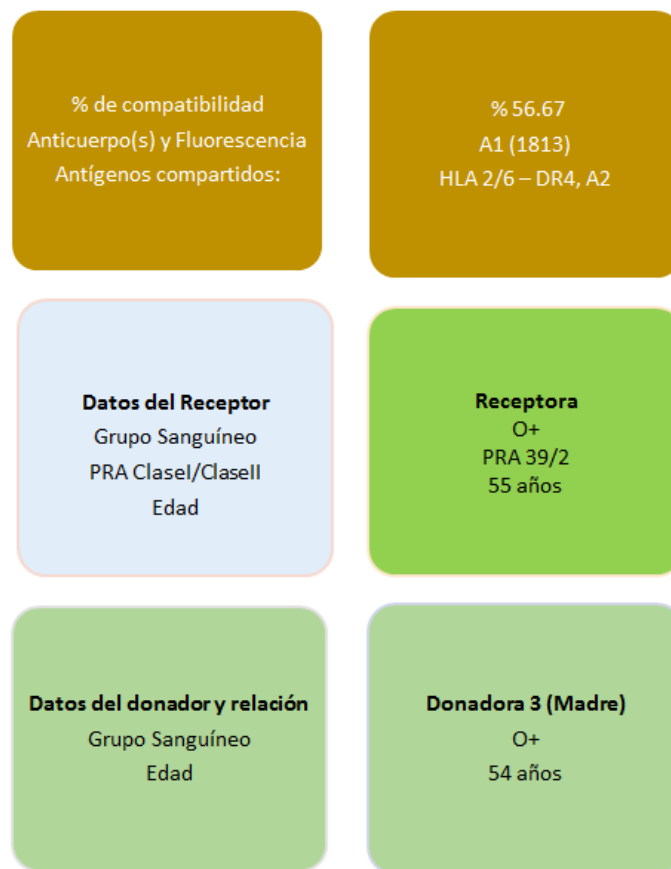 % de compatibilidad
Anticuerpo(s) y Fluorescencia
Antígenos compartidos:
% 56.67
A1 (1813)
HLA 2/6 – DR4, A2
Datos del Receptor
Grupo Sanguíneo
PRA ClaseI/ClaseII
Edad
Receptora
O+
PRA 39/2
55 años
Datos del donador y relación
Grupo Sanguíneo
Edad
Donadora 3 (Madre)
O+
54 años